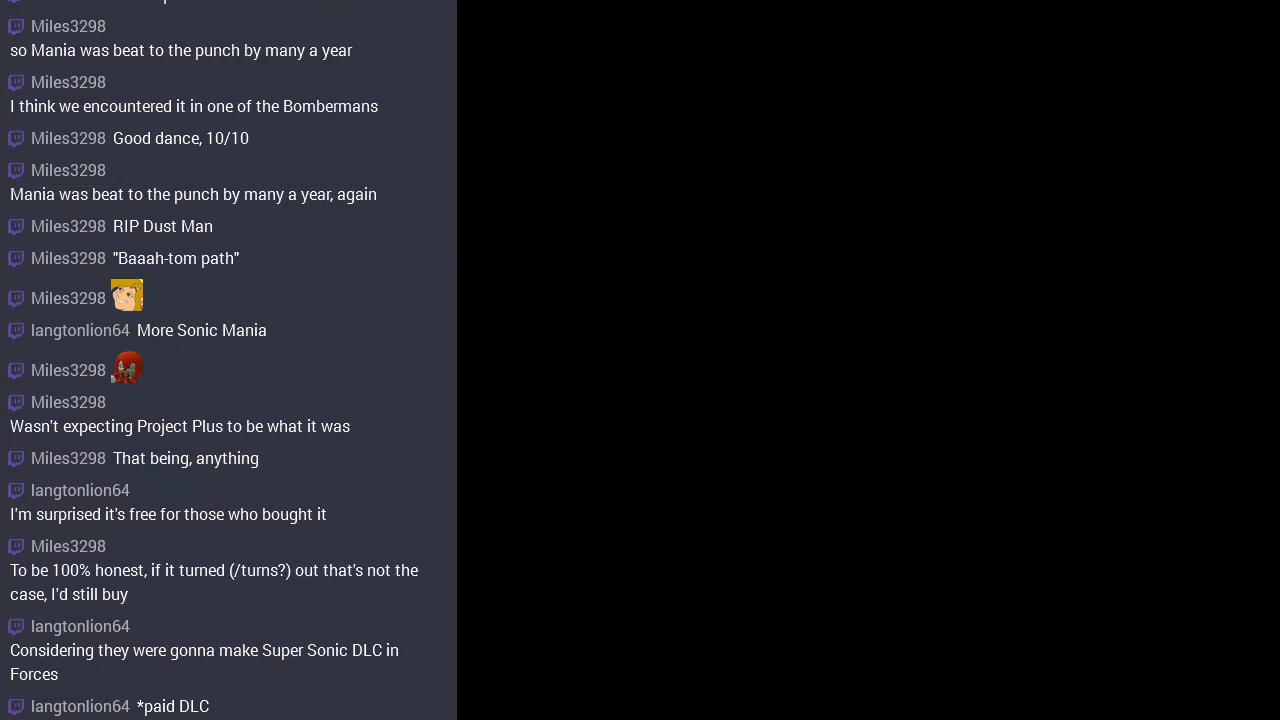 Miles3298
so Mania was beat to the punch by many a year
Miles3298
I think we encountered it in one of the Bombermans
Miles3298 Good dance, 10/10
Miles3298
Mania was beat to the punch by many a year, again
Miles3298 RIP Dust Man
Miles3298 "Baaah-tom path"
Miles3298
langtonlion64 More Sonic Mania
Miles3298
Miles3298
Wasn't expecting Project Plus to be what it was
Miles3298 That being, anything
langtonlion64
I'm surprised it's free for those who bought it
Miles3298
To be 100% honest, if it turned (/turns?) out that's not the
case, I'd still buy
langtonlion64
Considering they were gonna make Super Sonic DLC in
Forces
langtonlion64 *paid DLC